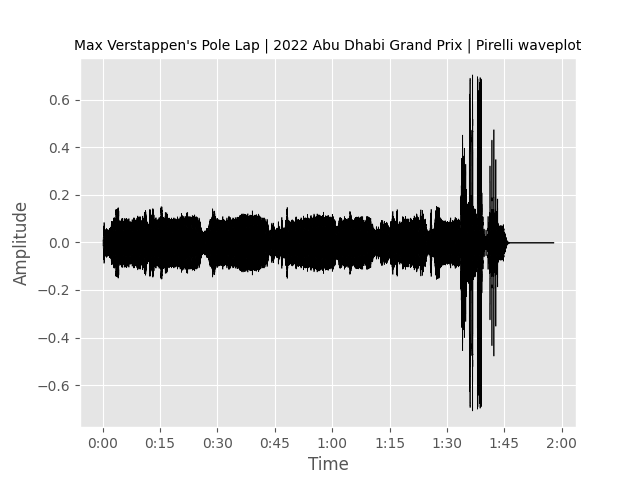 Max Verstappen's Pole Lap | 2022 Abu Dhabi Grand Prix | Pirelli waveplot
0.6
0.4
0.2
0.0
−0.2
−0.4
−0.6
Amplitude
0:00 0:15 0:30 0:45 1:00 1:15 1:30 1:45 2:00
Time